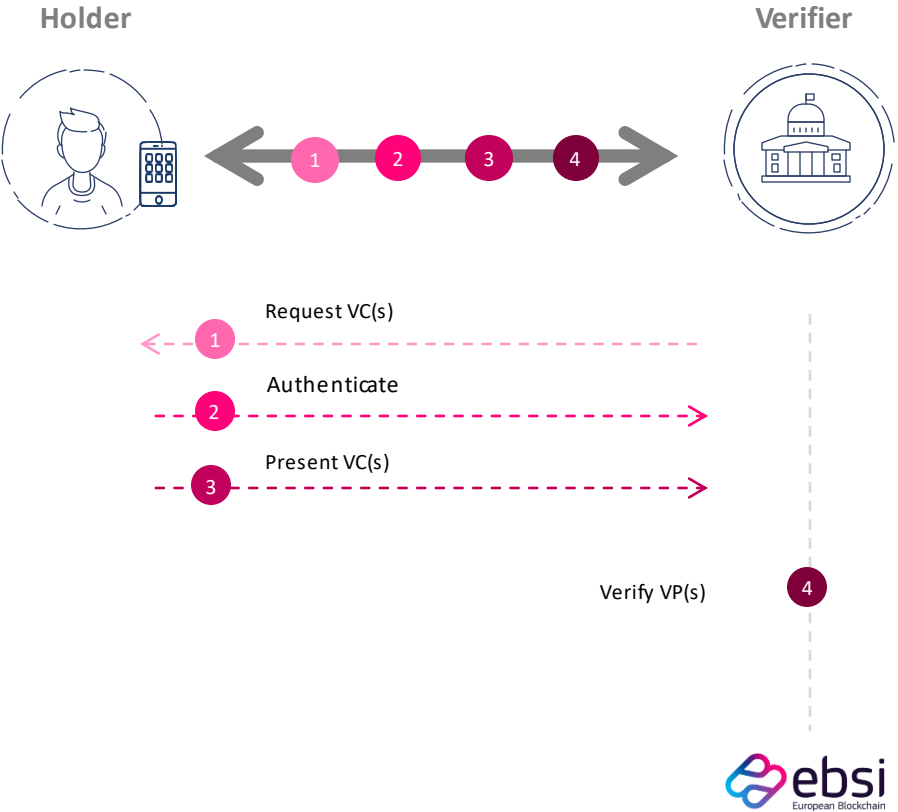 Holder
Verifier
1 2 3 4
Request VC(s)
1
Authenticate
2
Present VC(s)
3
Verify VP(s)
4
ebsi
European Blockchain